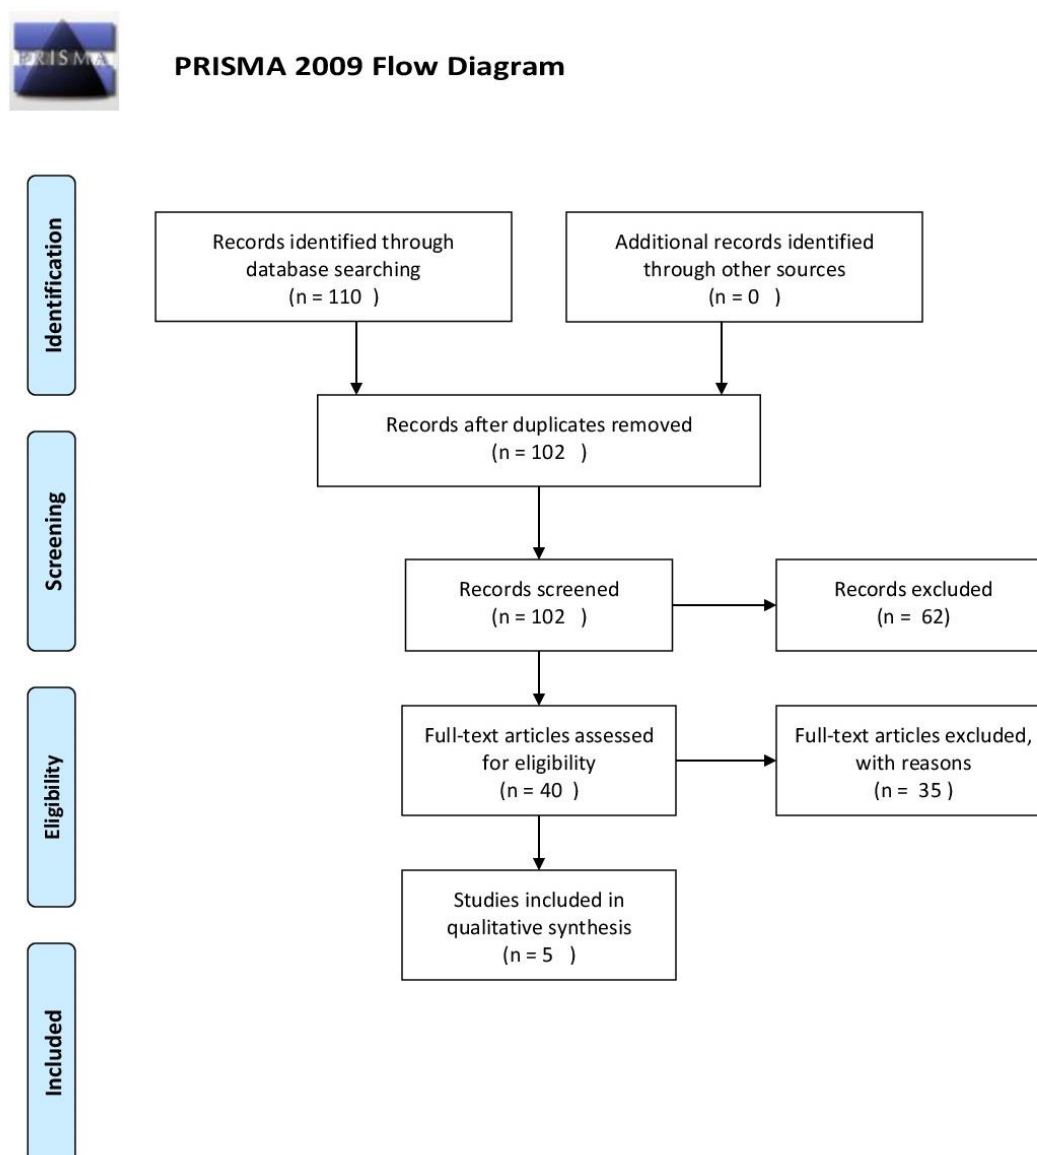 PRISMA
PRISMA 2009 Flow Diagram
Identification
Records identified through
database searching
(n = 110 )
Additional records identified
through other sources
(n = 0 )
Records after duplicates removed
(n = 102 )
Screening
Records screened
(n = 102 )
Records excluded
(n = 62)
Eligibility
Full-text articles assessed
for eligibility
(n = 40 )
Full-text articles excluded,
with reasons
(n = 35 )
Studies included in
qualitative synthesis
(n = 5 )
Included